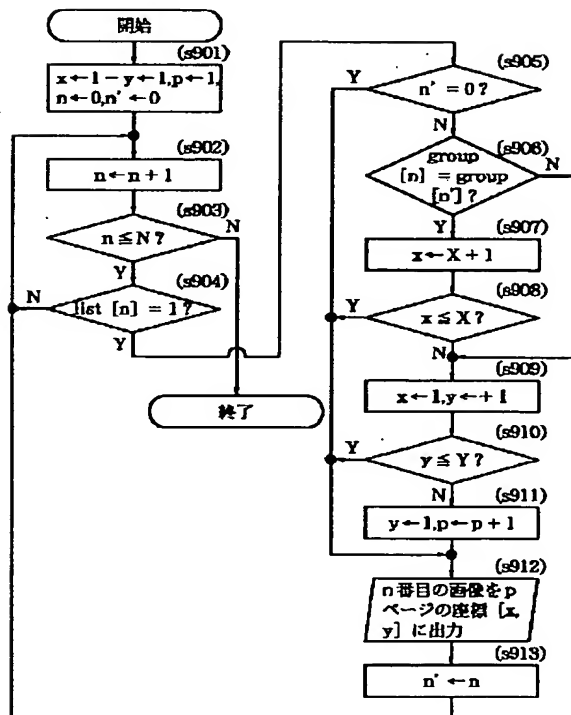 開始
(s901)
x←1－y←1,p←1,
n←0,n'←0
(s902)
n←n+1
(s903)
n≦N?
N
Y
(s904)
N
list [n] = 1?
Y
終了
(s905)
Y
n' = 0?
N
(s906)
group
[n] = group
[n'] ?
N
Y
(s907)
x←X+1
(s908)
Y
x≦X?
N
(s909)
x←1,y←+1
(s910)
Y
y≦Y?
N
(s911)
y←1,p←p+1
(s912)
n番目の画像をp
ページの座標 [x,
y] に出力
(s913)
n'←n